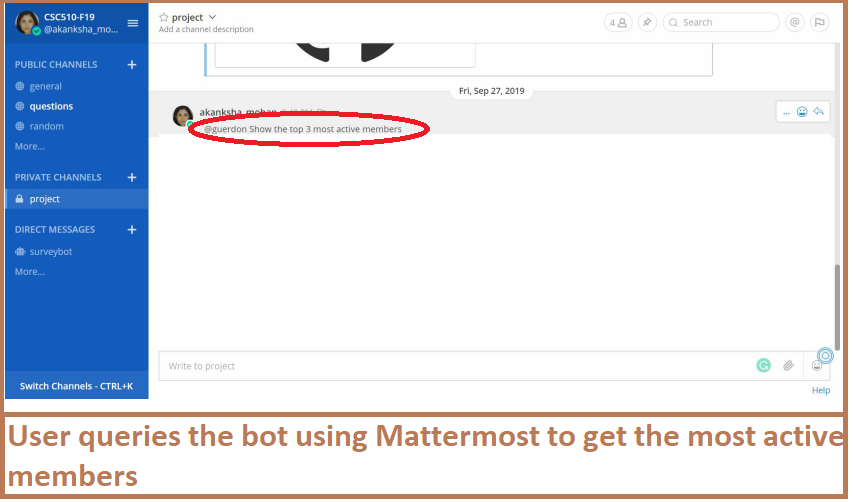 CSC510-F19
@akanksha_mo...
PUBLIC CHANNELS +
general
questions
random
More...
PRIVATE CHANNELS +
project
DIRECT MESSAGES +
surveybot
More...
Switch Channels - CTRL+K
project
Add a channel description
4
Search
@
Fri, Sep 27, 2019
akanksha_mohan
@guerdon Show the top 3 most active members
...
Write to project
G
Help
User queries the bot using Mattermost to get the most active
members